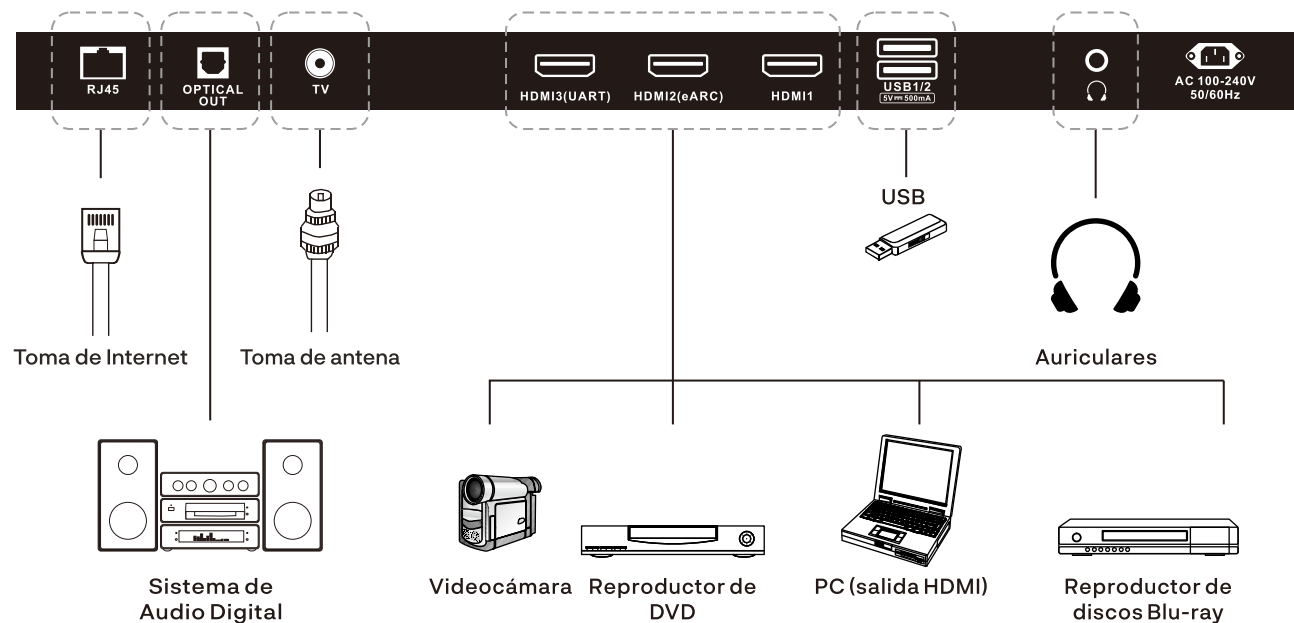 RJ45
OPTICAL
OUT
TV
HDMI3(UART)
HDMI2(eARC)
HDMI1
USB1/2
5V⎓500mA
AC 100-240V
50/60Hz
USB
Toma de Internet
Toma de antena
Auriculares
Sistema de
Audio Digital
Videocámara
Reproductor de
DVD
PC (salida HDMI)
Reproductor de
discos Blu-ray